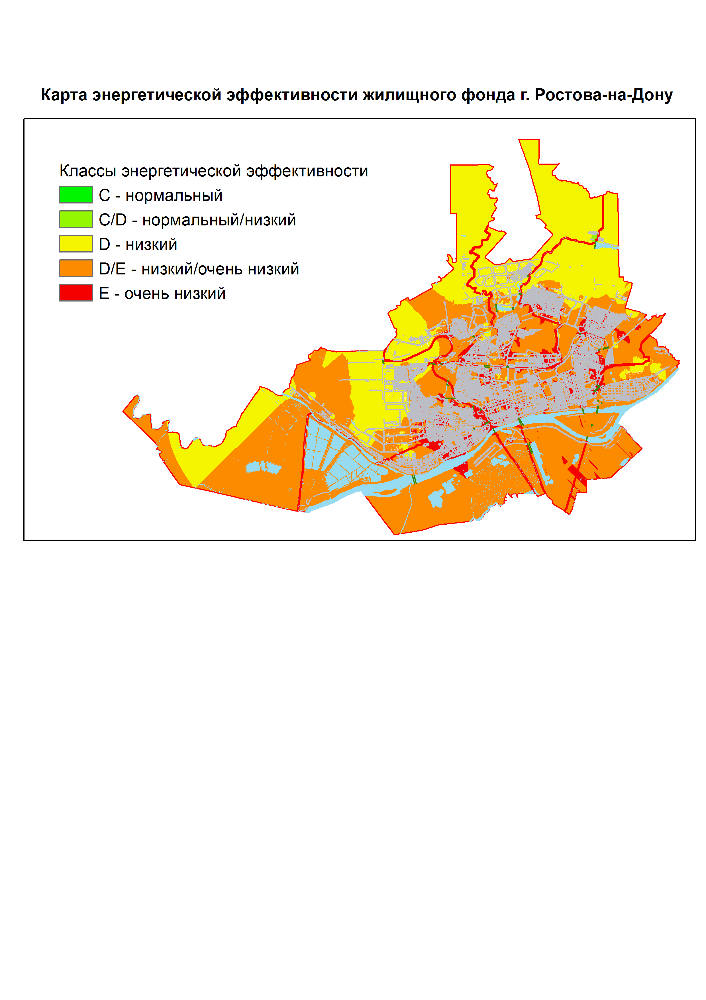 Карта энергетической эффективности жилищного фонда г. Ростова-на-Дону
Классы энергетической эффективности
C - нормальный
C/D - нормальный/низкий
D - низкий
D/E - низкий/очень низкий
E - очень низкий